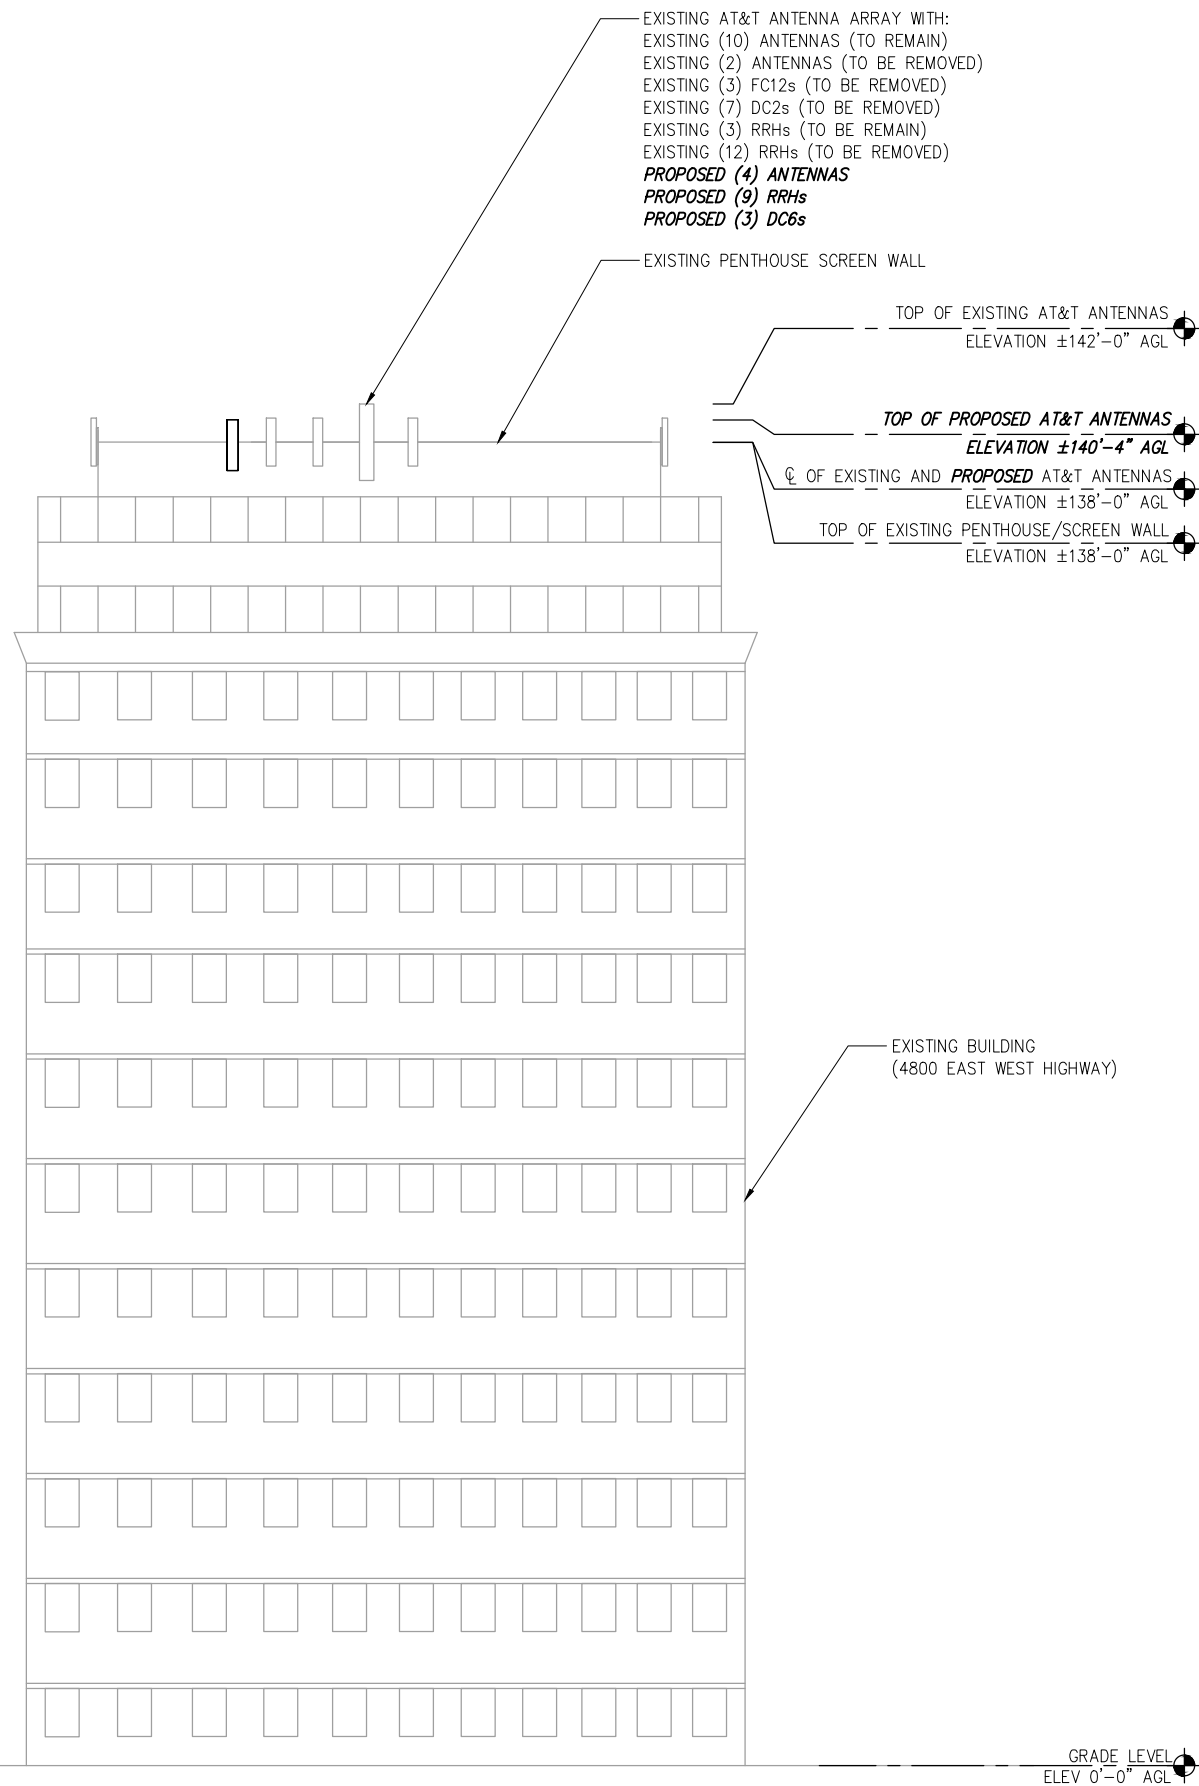 EXISTING AT&T ANTENNA ARRAY WITH:
EXISTING (10) ANTENNAS (TO REMAIN)
EXISTING (2) ANTENNAS (TO BE REMOVED)
EXISTING (3) FC12s (TO BE REMOVED)
EXISTING (7) DC2s (TO BE REMOVED)
EXISTING (3) RRHs (TO BE REMAIN)
EXISTING (12) RRHs (TO BE REMOVED)
PROPOSED (4) ANTENNAS
PROPOSED (9) RRHs
PROPOSED (3) DC6s
EXISTING PENTHOUSE SCREEN WALL
TOP OF EXISTING AT&T ANTENNAS
ELEVATION ±142'-0" AGL
TOP OF PROPOSED AT&T ANTENNAS
ELEVATION ±140'-4" AGL
℄ OF EXISTING AND PROPOSED AT&T ANTENNAS
ELEVATION ±138'-0" AGL
TOP OF EXISTING PENTHOUSE/SCREEN WALL
ELEVATION ±138'-0" AGL
EXISTING BUILDING
(4800 EAST WEST HIGHWAY)
GRADE LEVEL
ELEV 0'-0" AGL